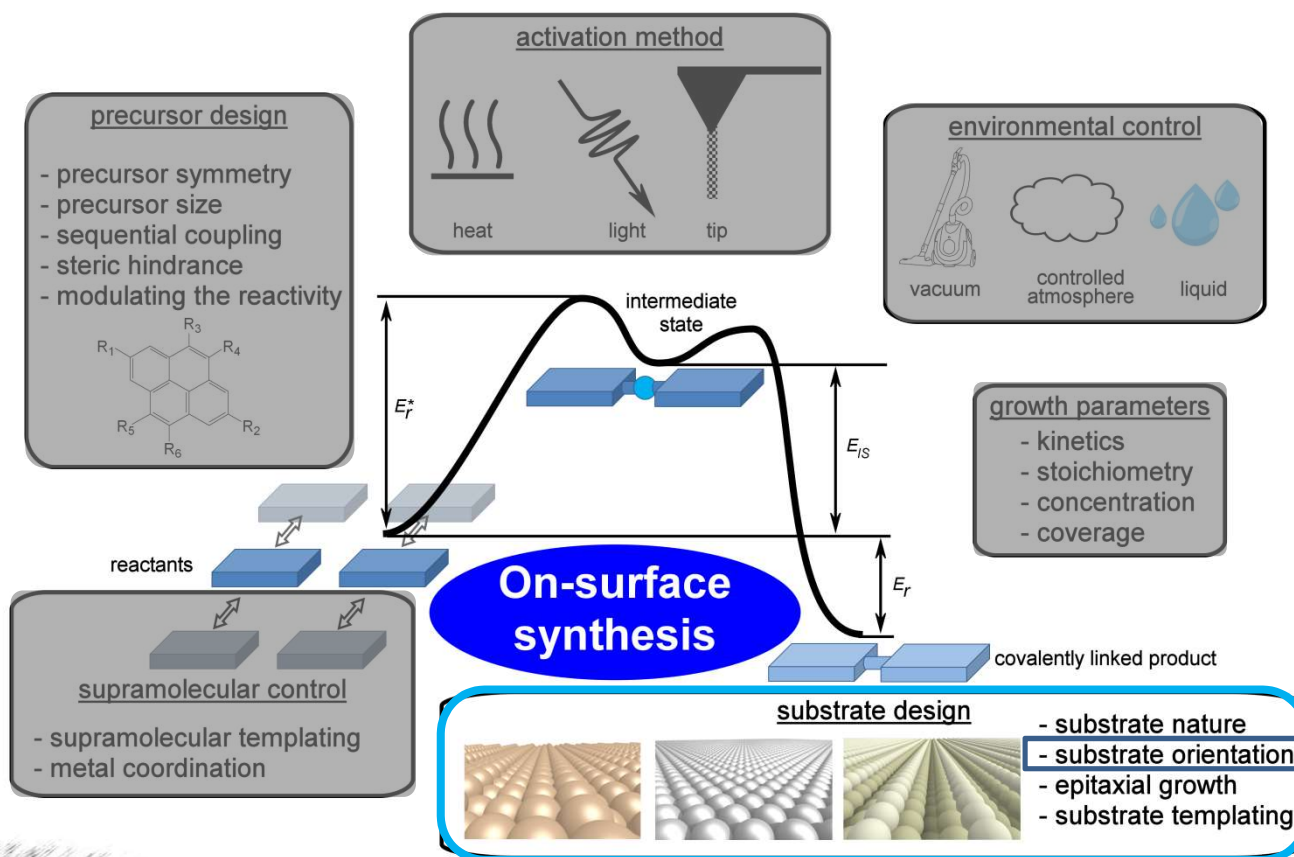 activation method
heat
light
tip
precursor design
- precursor symmetry
- precursor size
- sequential coupling
- steric hindrance
- modulating the reactivity
R1
R3
R4
R5
R6
R2
environmental control
vacuum
controlled
atmosphere
liquid
intermediate
state
Er*
EIS
Er
growth parameters
- kinetics
- stoichiometry
- concentration
- coverage
reactants
On-surface
synthesis
covalently linked product
supramolecular control
- supramolecular templating
- metal coordination
substrate design
- substrate nature
- substrate orientation
- epitaxial growth
- substrate templating